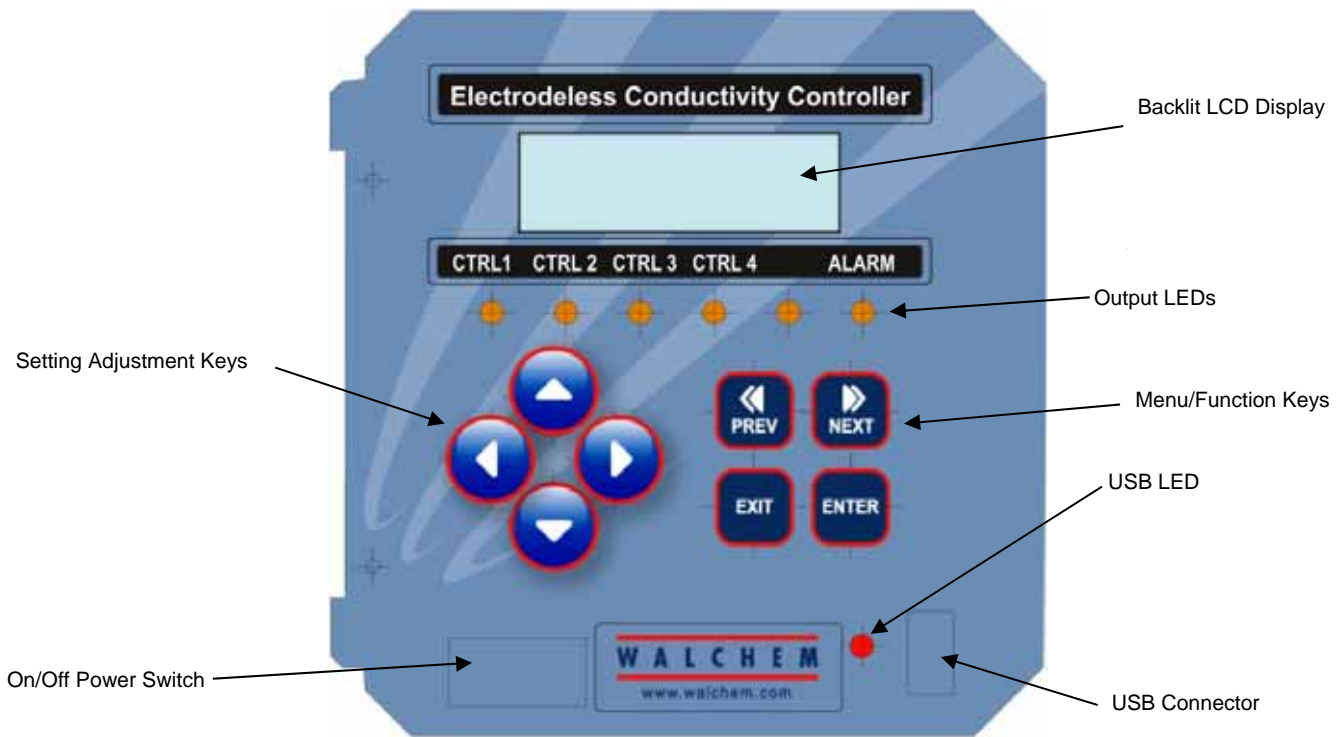 Electrodeless Conductivity Controller
Backlit LCD Display
CTRL1 CTRL 2 CTRL 3 CTRL 4 ALARM
Output LEDs
Setting Adjustment Keys
PREV NEXT
Menu/Function Keys
USB LED
EXIT ENTER
WALCHEM
www.walchem.com
On/Off Power Switch
USB Connector